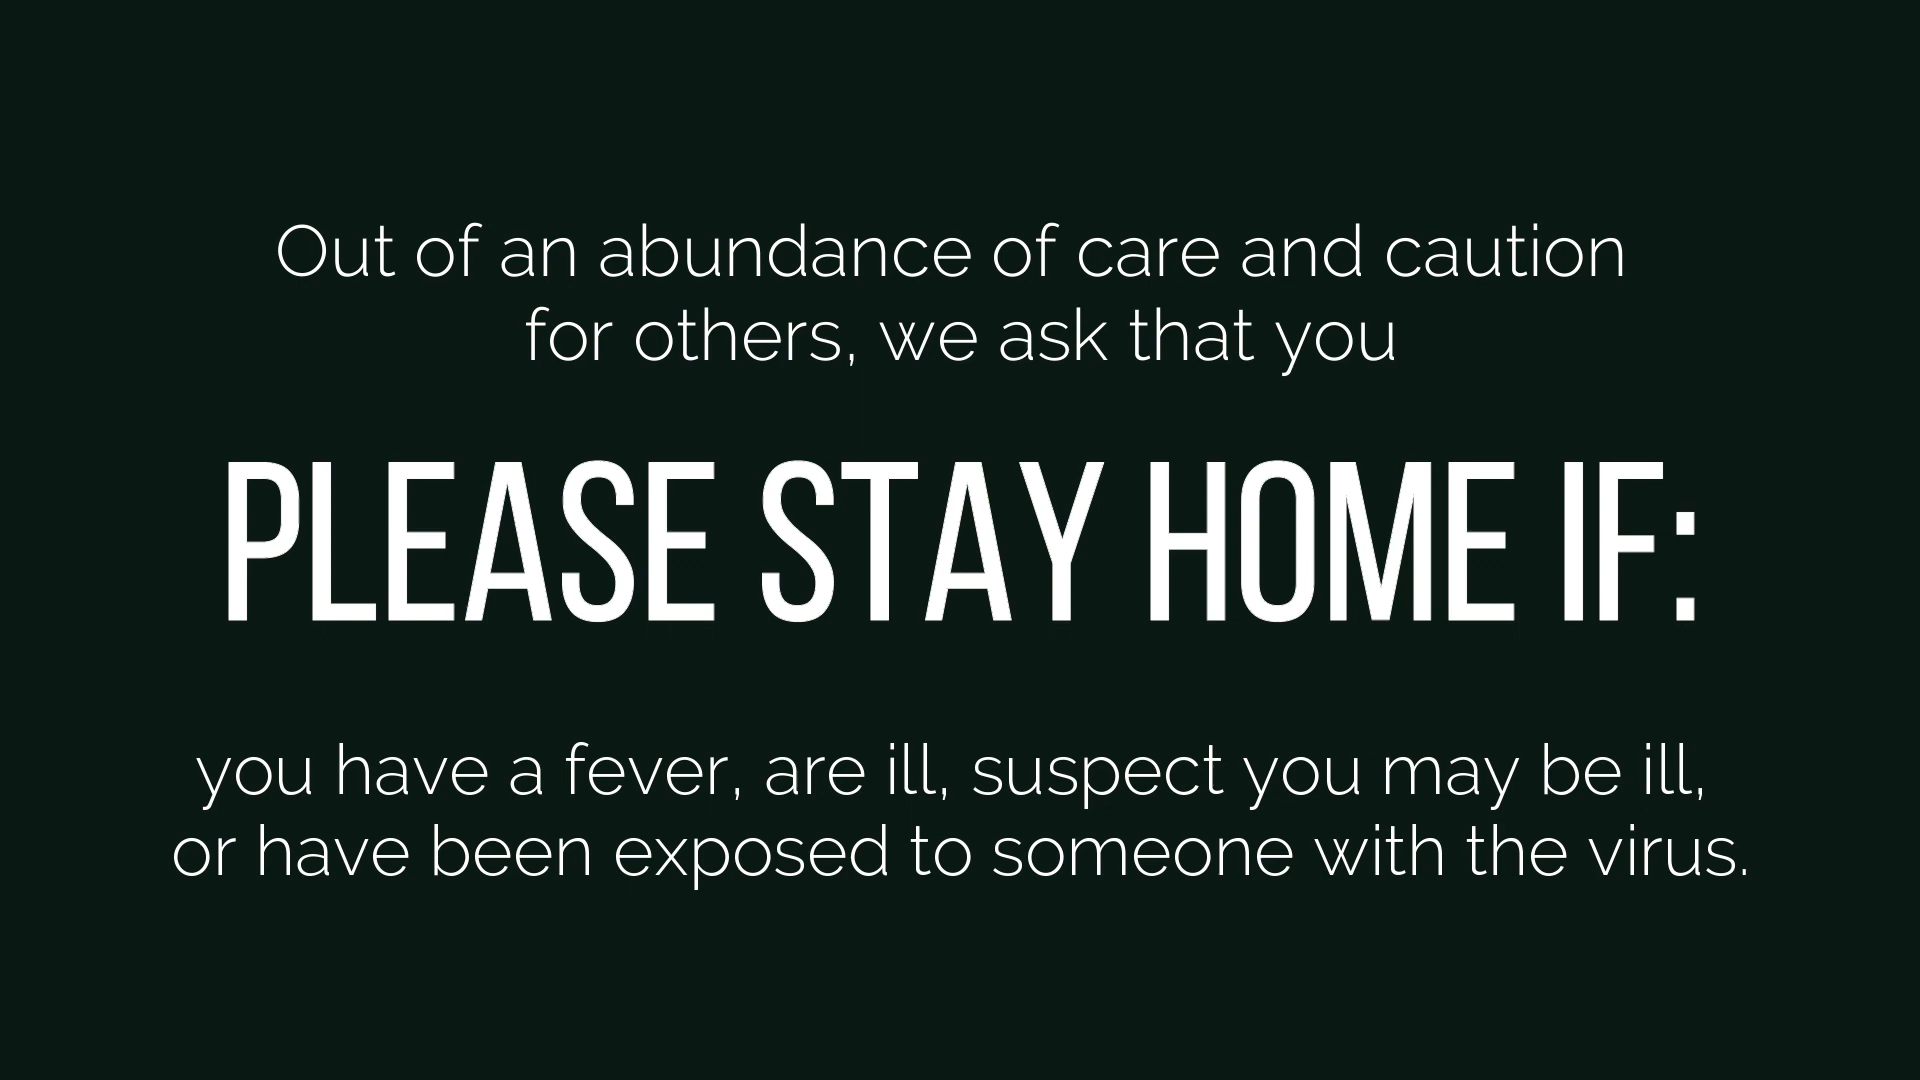 Out of an abundance of care and caution
for others, we ask that you
PLEASE STAY HOME IF:
you have a fever, are ill, suspect you may be ill,
or have been exposed to someone with the virus.